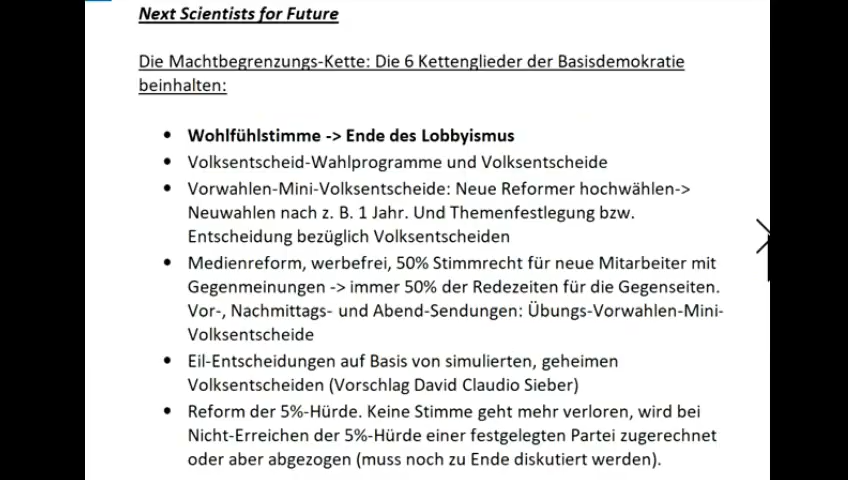 Next Scientists for Future
Die Machtbegrenzungs-Kette: Die 6 Kettenglieder der Basisdemokratie
beinhalten:
• Wohlfühlstimme -> Ende des Lobbyismus
• Volksentscheid-Wahlprogramme und Volksentscheide
• Vorwahlen-Mini-Volksentscheide: Neue Reformer hochwählen->
Neuwahlen nach z. B. 1 Jahr. Und Themenfestlegung bzw.
Entscheidung bezüglich Volksentscheiden
• Medienreform, werbefrei, 50% Stimmrecht für neue Mitarbeiter mit
Gegenmeinungen -> immer 50% der Redezeiten für die Gegenseiten.
Vor-, Nachmittags- und Abend-Sendungen: Übungs-Vorwahlen-Mini-
Volksentscheide
• Eil-Entscheidungen auf Basis von simulierten, geheimen
Volksentscheiden (Vorschlag David Claudio Sieber)
• Reform der 5%-Hürde. Keine Stimme geht mehr verloren, wird bei
Nicht-Erreichen der 5%-Hürde einer festgelegten Partei zugerechnet
oder aber abgezogen (muss noch zu Ende diskutiert werden).